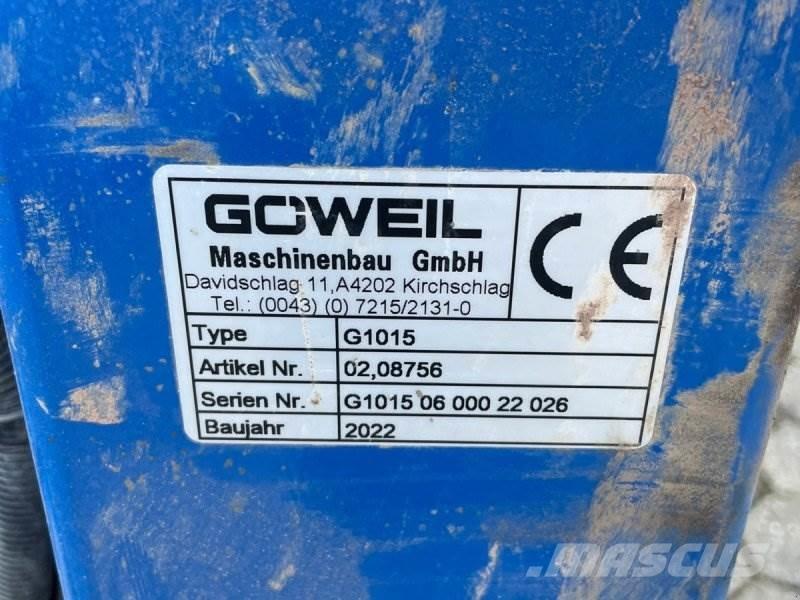 GÖWEIL
Maschinenbau GmbH
Davidschlag 11,A4202 Kirchschlag
Tel.: (0043) (0) 7215/2131-0
CE
Type G1015
Artikel Nr. 02,08756
Serien Nr. G1015 06 000 22 026
Baujahr 2022
MASCUS